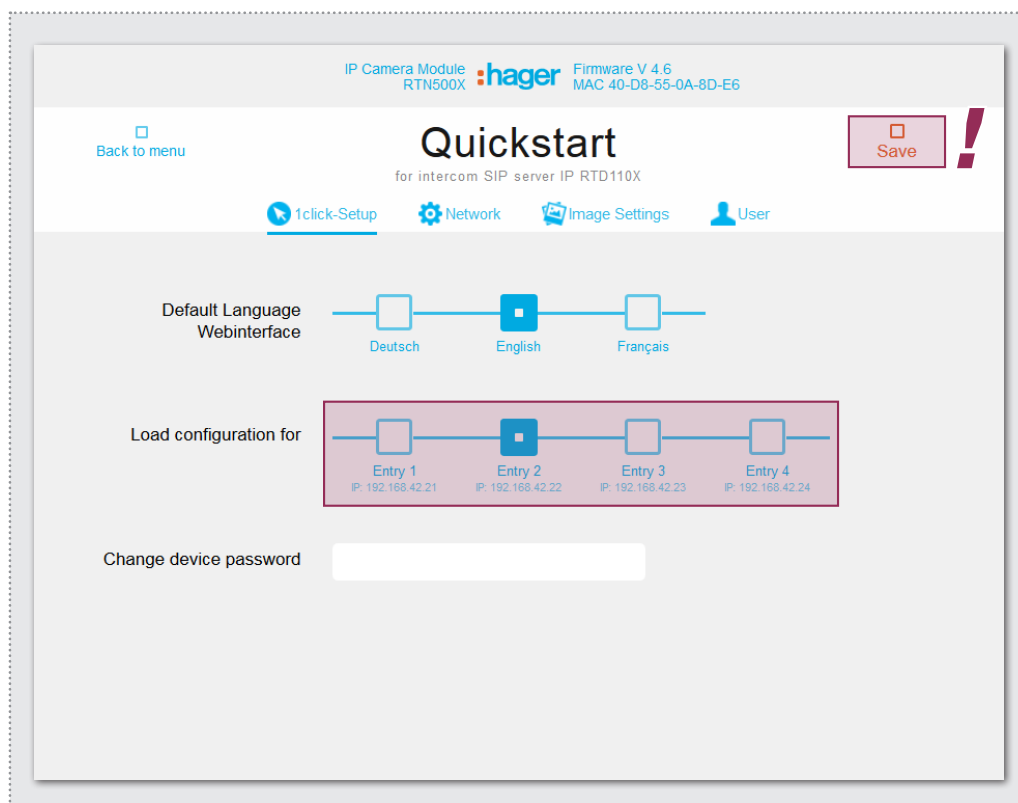 IP Camera Module
RTN500X
:hager
Firmware V 4.6
MAC 40-D8-55-0A-8D-E6
Back to menu
Quickstart
for intercom SIP server IP RTD110X
Save
!
1click-Setup Network Image Settings User
Default Language
Webinterface
Deutsch English Français
Load configuration for
Entry 1 Entry 2 Entry 3 Entry 4
IP: 192.168.42.21 IP: 192.168.42.22 IP: 192.168.42.23 IP: 192.168.42.24
Change device password